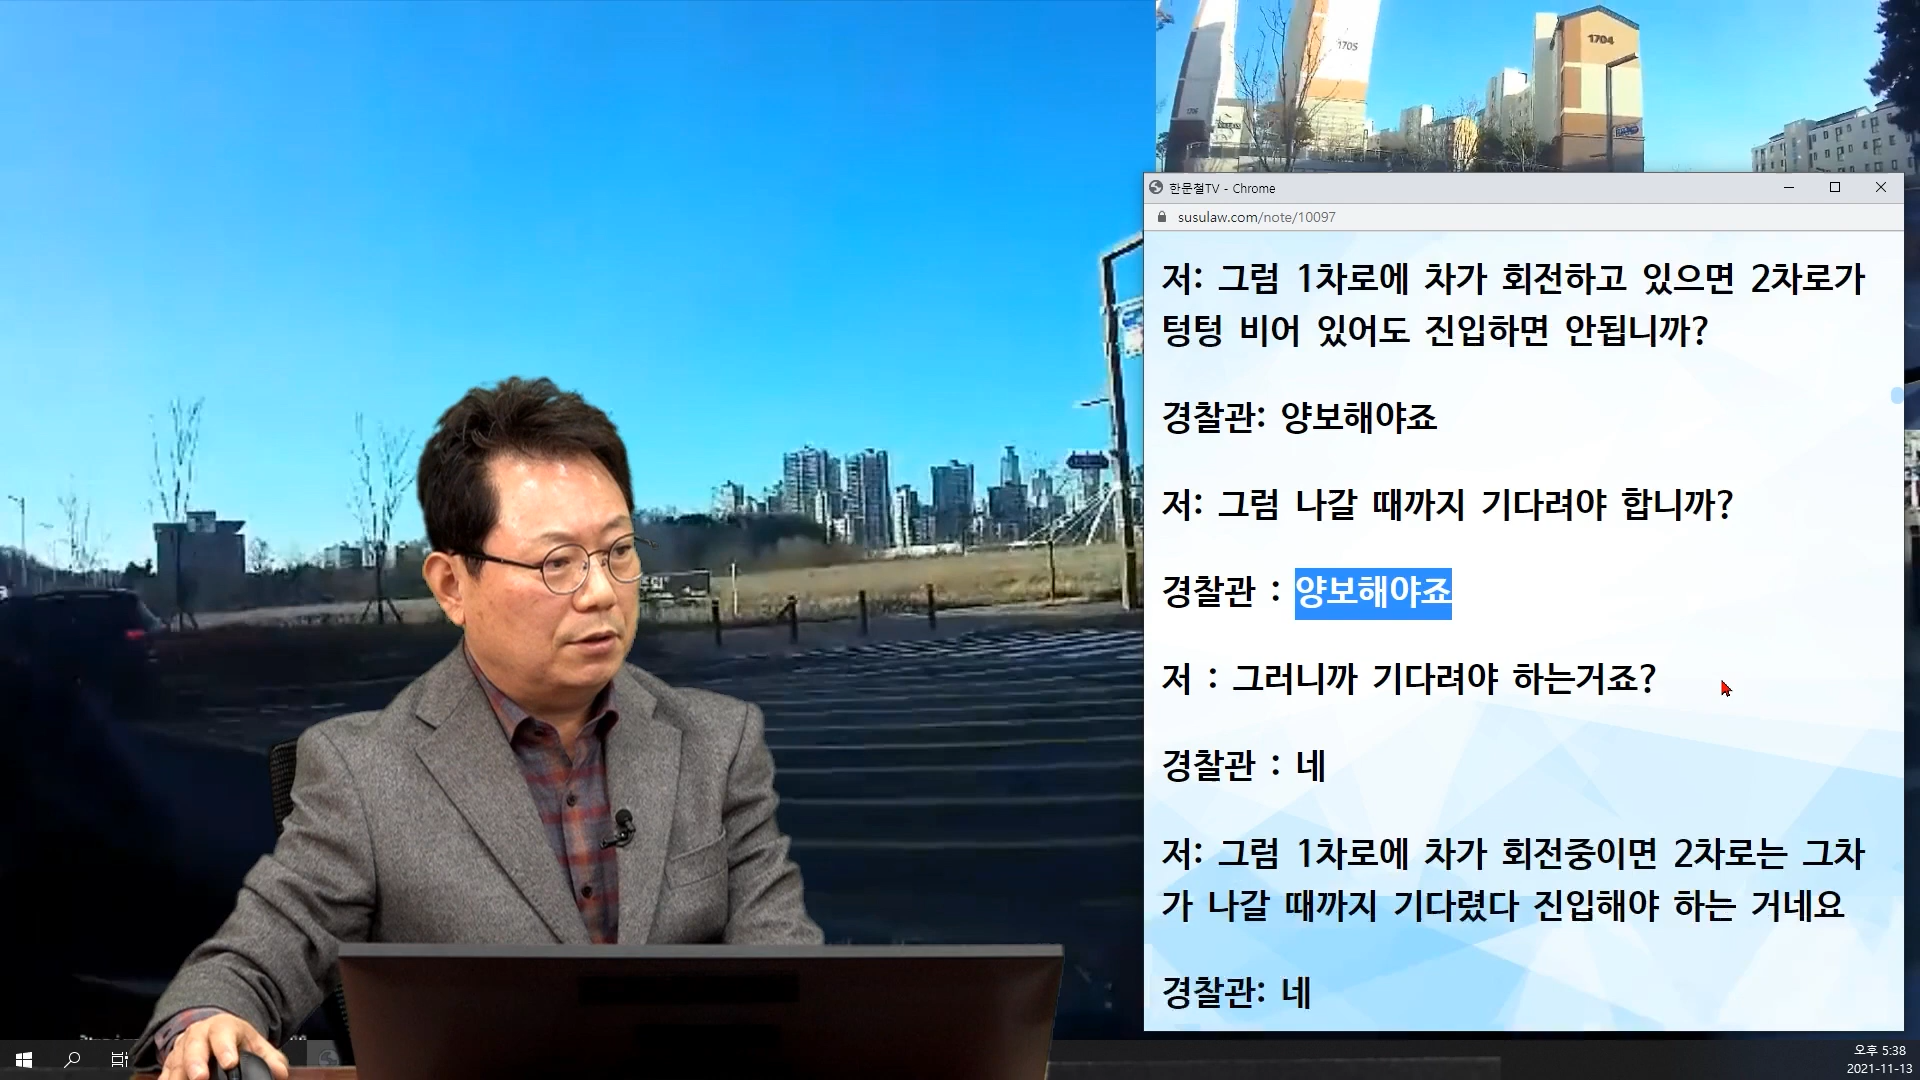 1705
1704
한문철TV - Chrome
susulaw.com/note/10097
저: 그럼 1차로에 차가 회전하고 있으면 2차로가
텅텅 비어 있어도 진입하면 안됩니까?
경찰관: 양보해야죠
저: 그럼 나갈 때까지 기다려야 합니까?
경찰관 : 양보해야죠
저 : 그러니까 기다려야 하는거죠?
경찰관 : 네
저: 그럼 1차로에 차가 회전중이면 2차로는 그차
가 나갈 때까지 기다렸다 진입해야 하는 거네요
경찰관: 네
오후 5:38
2021-11-13